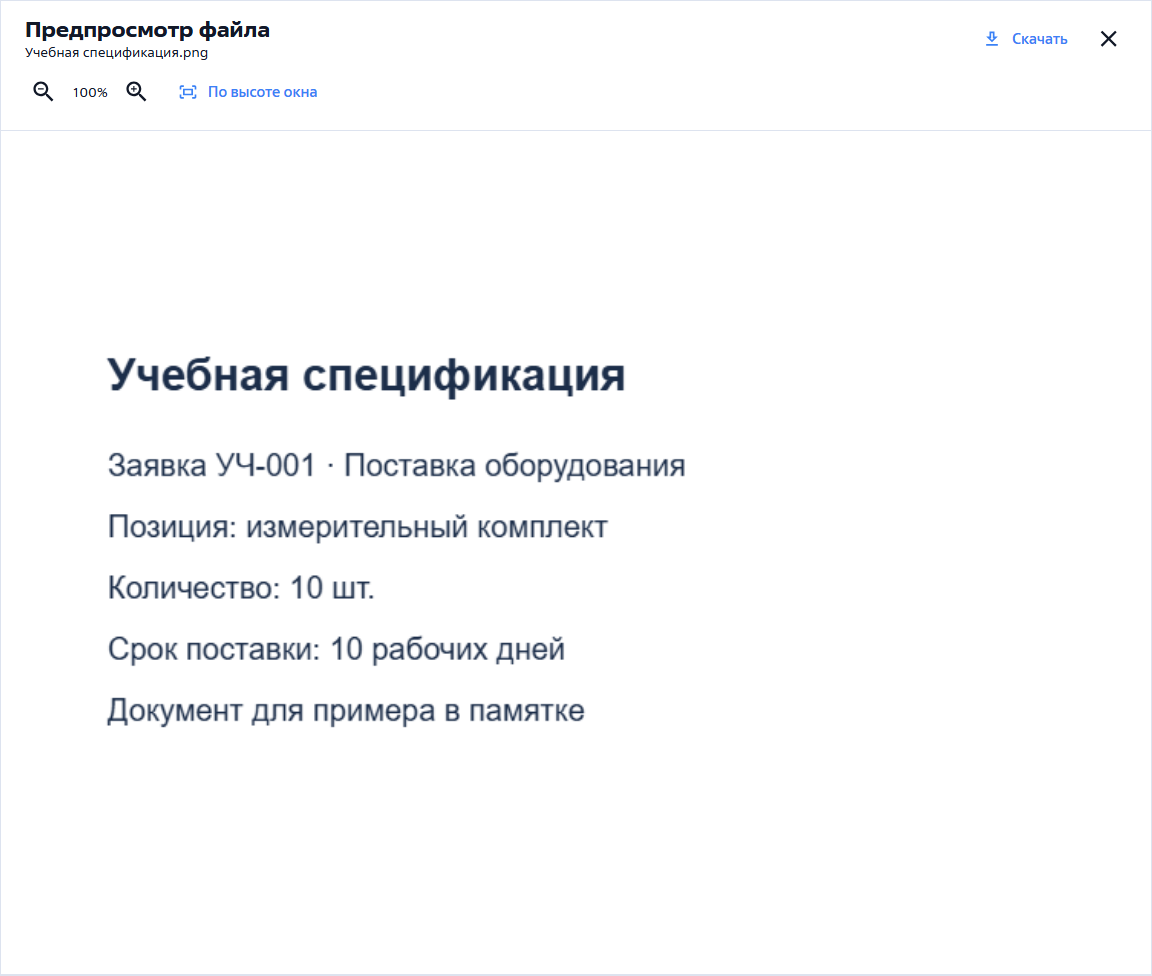 Предпросмотр файла
Учебная спецификация.png
Скачать
100%
По высоте окна
Учебная спецификация
Заявка УЧ-001 · Поставка оборудования
Позиция: измерительный комплект
Количество: 10 шт.
Срок поставки: 10 рабочих дней
Документ для примера в памятке